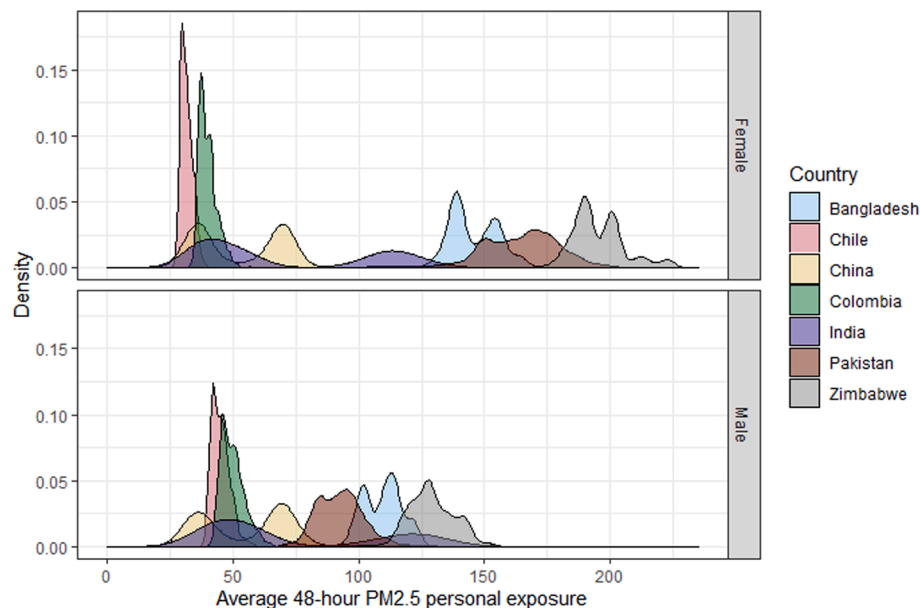 Density
0.15
0.10
0.05
0.00
Female
0.15
0.10
0.05
0.00
Male
0 50 100 150 200
Average 48-hour PM2.5 personal exposure
Country
Bangladesh
Chile
China
Colombia
India
Pakistan
Zimbabwe